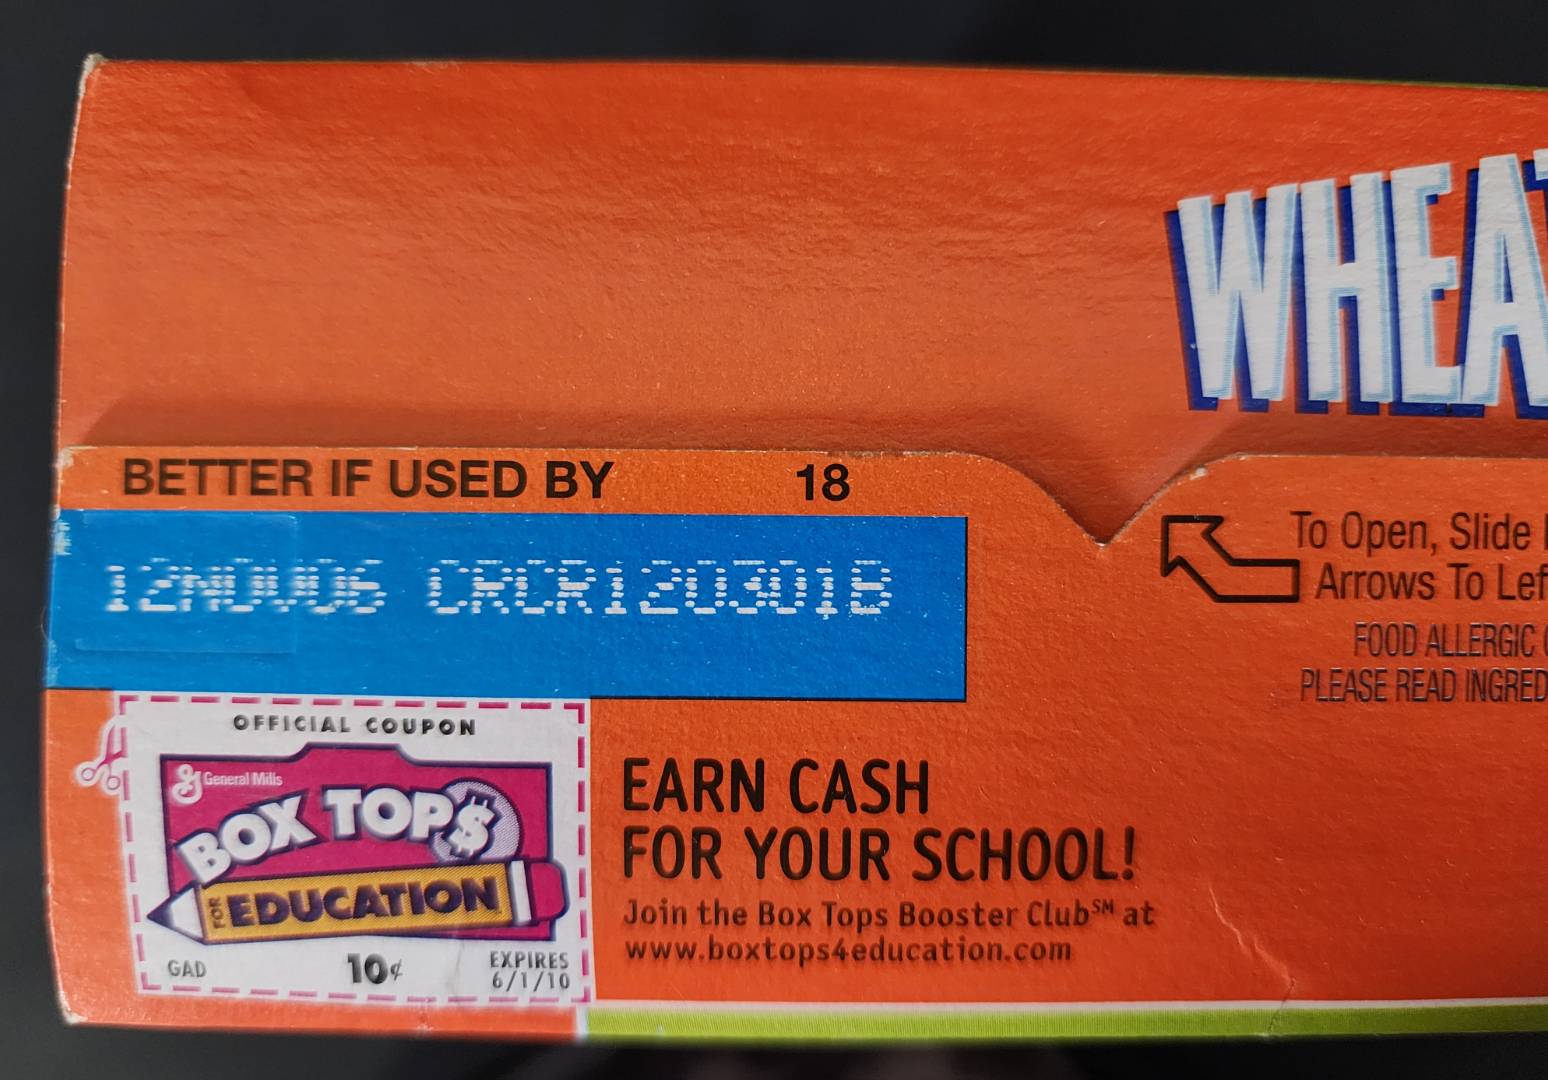 WHEAT
BETTER IF USED BY 18
12NOV06 CRCR120301B
To Open, Slide
Arrows To Lef
FOOD ALLERGIC
PLEASE READ INGRED
OFFICIAL COUPON
General Mills
BOX TOP$
FOR EDUCATION
GAD 10¢ EXPIRES
6/1/10
EARN CASH
FOR YOUR SCHOOL!
Join the Box Tops Booster Club℠ at
www.boxtops4education.com